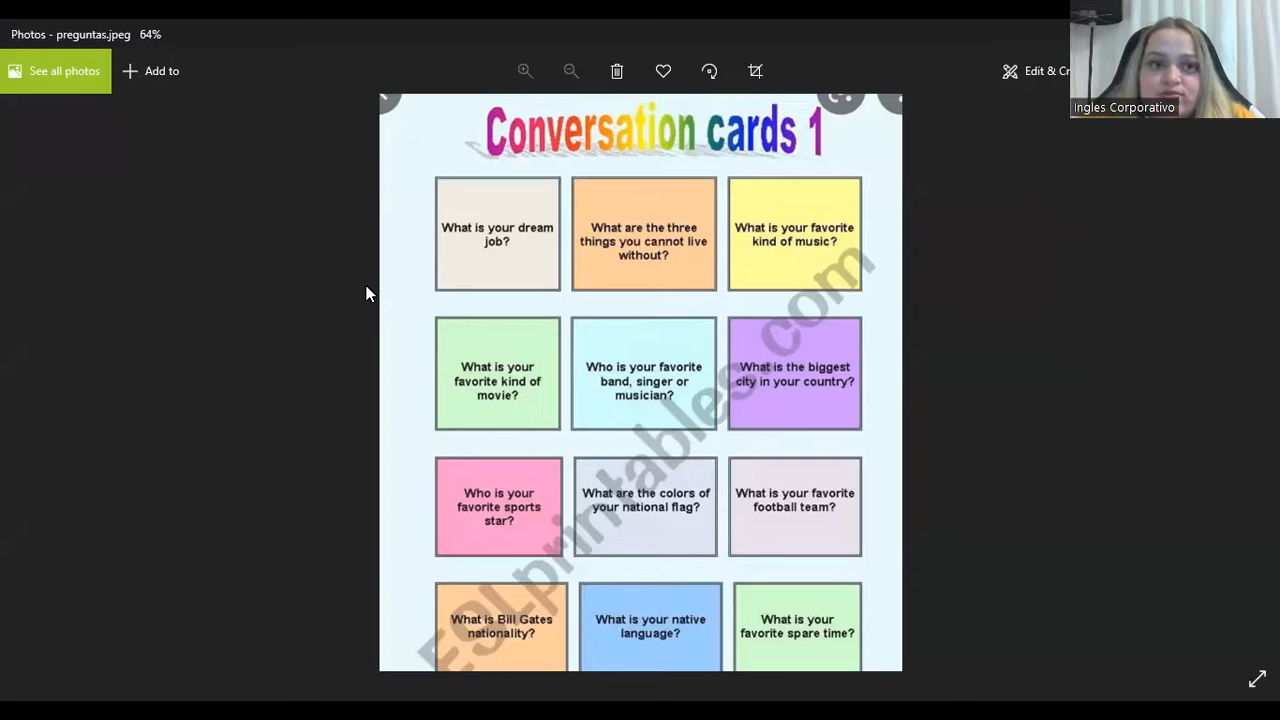 Photos - preguntas.jpeg 64%
See all photos
Add to
Edit & Cr
Ingles Corporativo
Conversation cards 1
What is your dream
job?
What are the three
things you cannot live
without?
What is your favorite
kind of music?
What is your
favorite kind of
movie?
Who is your favorite
band, singer or
musician?
What is the biggest
city in your country?
Who is your
favorite sports
star?
What are the colors of
your national flag?
What is your favorite
football team?
What is Bill Gates
nationality?
What is your native
language?
What is your
favorite spare time?
ESLprintables.com